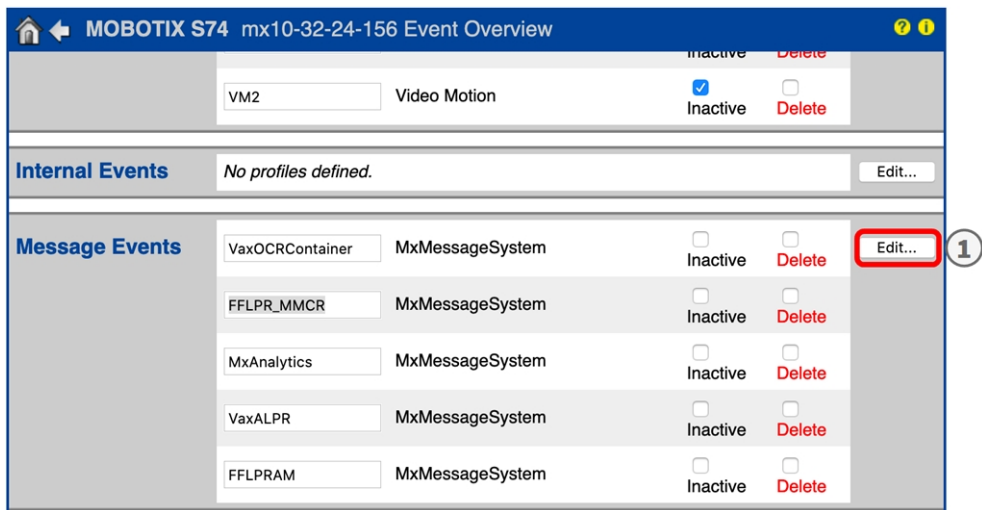 MOBOTIX S74 mx10-32-24-156 Event Overview ? i
Inactive Delete
VM2 Video Motion Inactive Delete
Internal Events No profiles defined. Edit...
Message Events VaxOCRContainer MxMessageSystem Inactive Delete Edit... 1
FFLPR_MMCR MxMessageSystem Inactive Delete
MxAnalytics MxMessageSystem Inactive Delete
VaxALPR MxMessageSystem Inactive Delete
FFLPRAM MxMessageSystem Inactive Delete